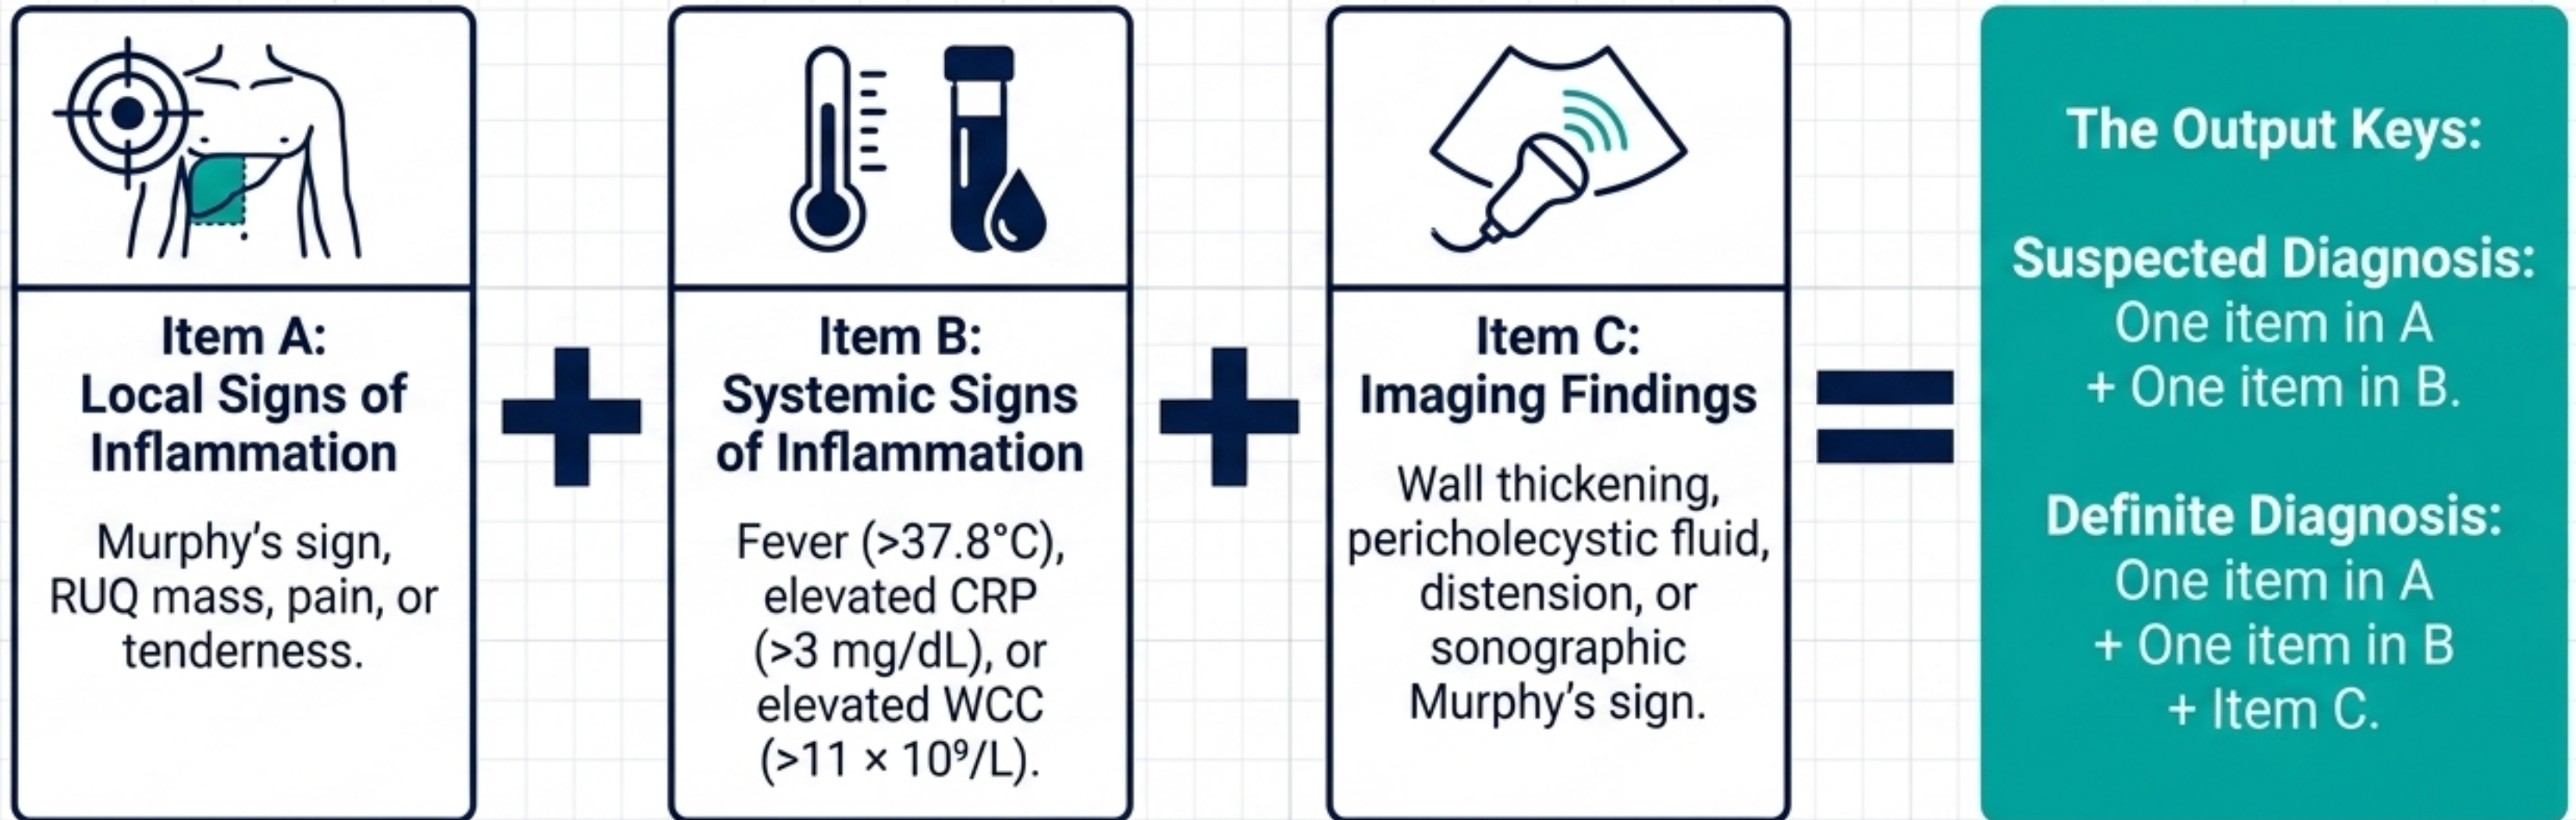 Item A:
Local Signs of
Inflammation
Murphy’s sign,
RUQ mass, pain, or
tenderness.
Item B:
Systemic Signs
of Inflammation
Fever (>37.8°C),
elevated CRP
(>3 mg/dL), or
elevated WCC
(>11 × 10⁹/L).
Item C:
Imaging Findings
Wall thickening,
pericholecystic fluid,
distension, or
sonographic
Murphy’s sign.
The Output Keys:
Suspected Diagnosis:
One item in A
+ One item in B.
Definite Diagnosis:
One item in A
+ One item in B
+ Item C.